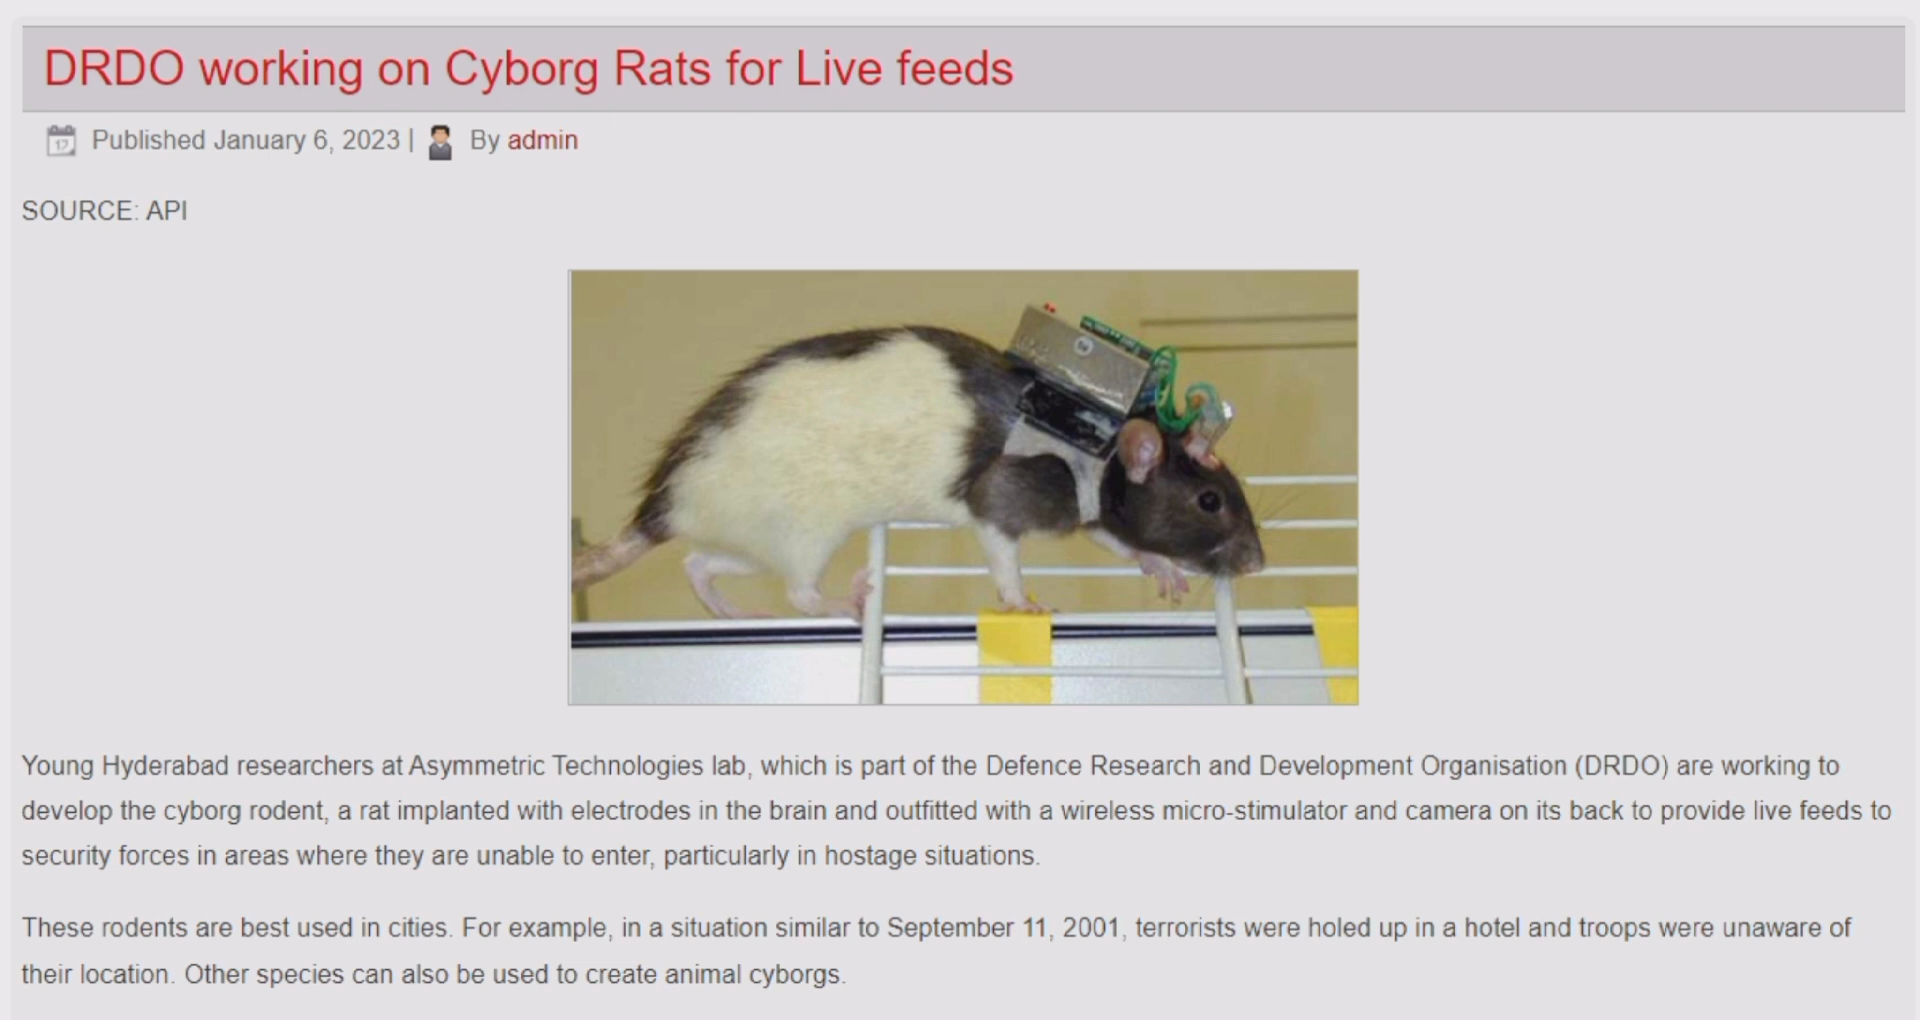 DRDO working on Cyborg Rats for Live feeds
Published January 6, 2023 | By admin
SOURCE: API
Young Hyderabad researchers at Asymmetric Technologies lab, which is part of the Defence Research and Development Organisation (DRDO) are working to
develop the cyborg rodent, a rat implanted with electrodes in the brain and outfitted with a wireless micro-stimulator and camera on its back to provide live feeds to
security forces in areas where they are unable to enter, particularly in hostage situations.
These rodents are best used in cities. For example, in a situation similar to September 11, 2001, terrorists were holed up in a hotel and troops were unaware of
their location. Other species can also be used to create animal cyborgs.